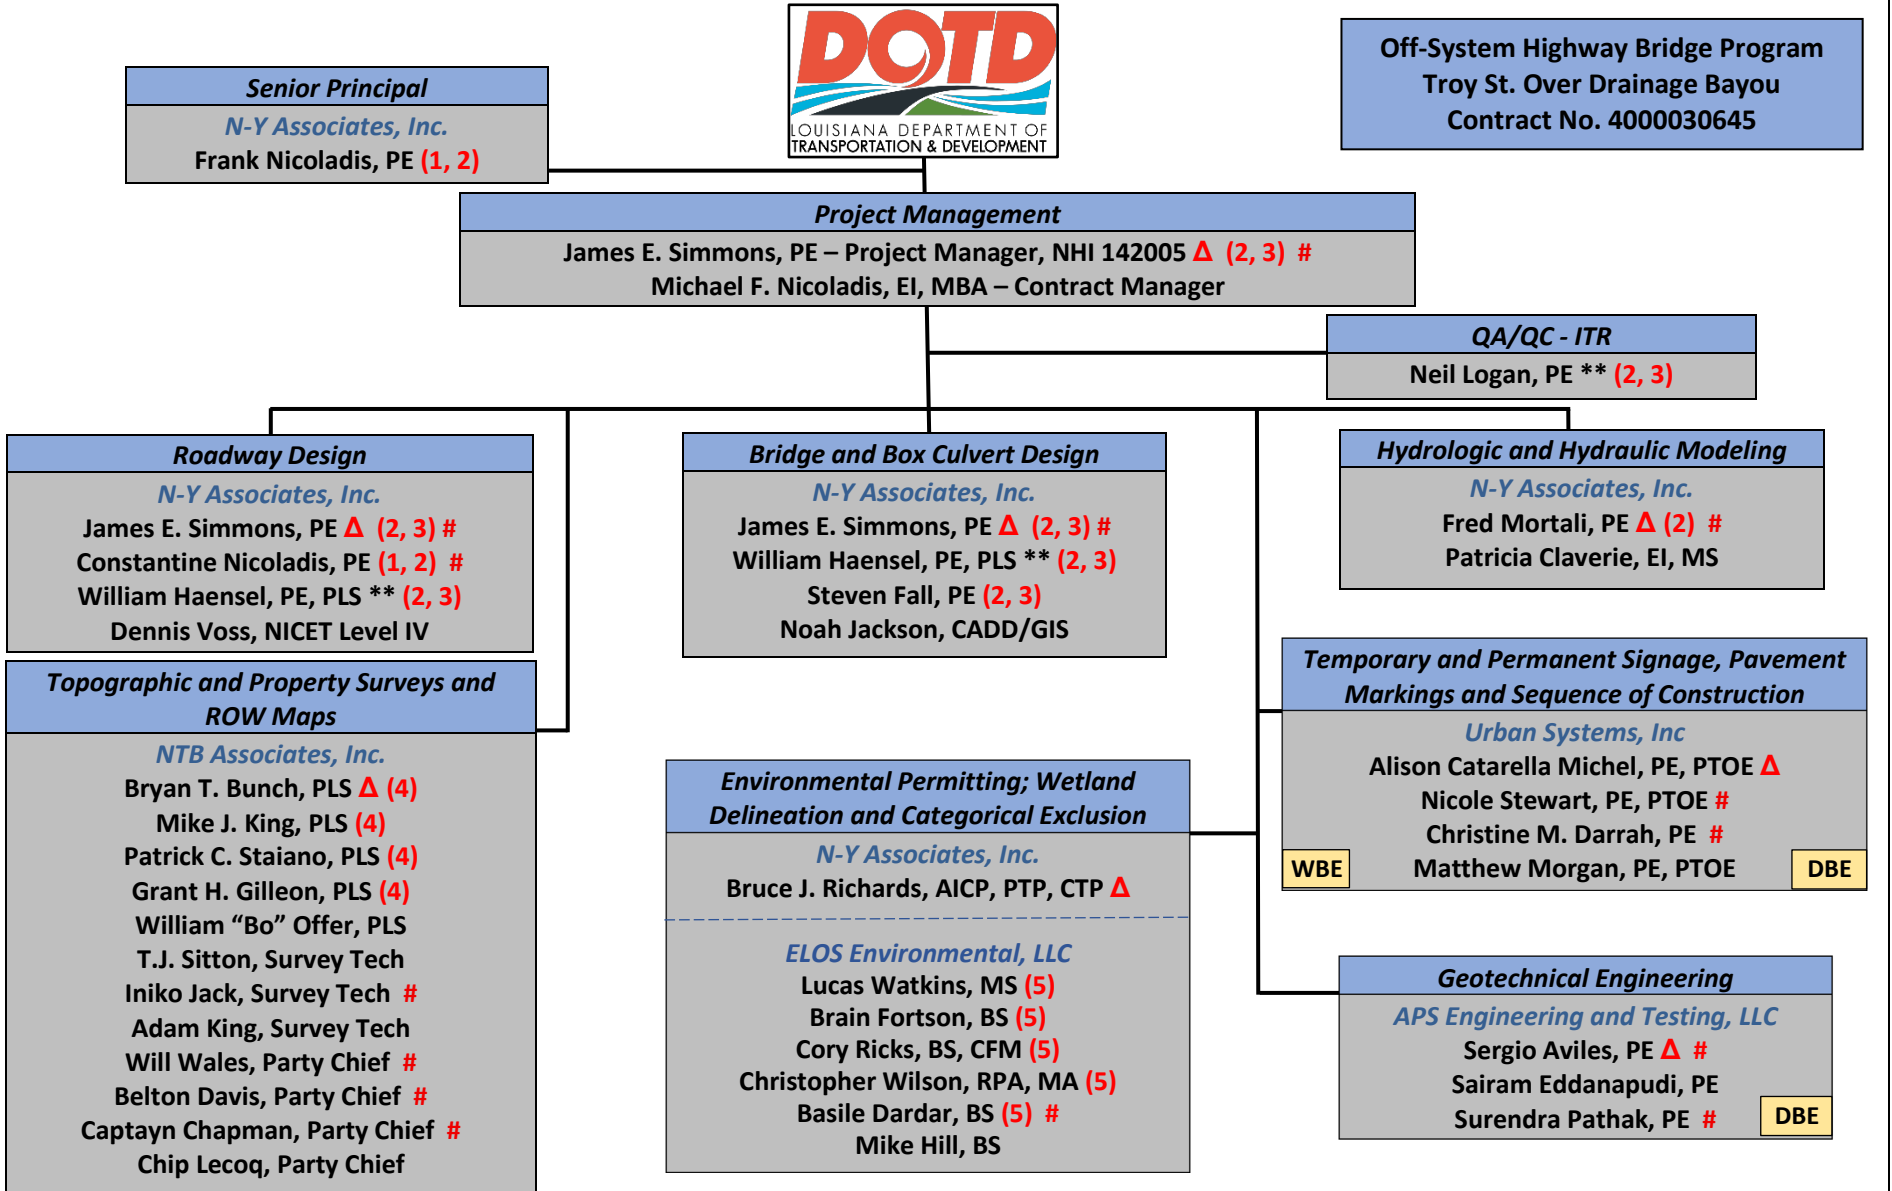 DOTD
LOUISIANA DEPARTMENT OF
TRANSPORTATION & DEVELOPMENT
Off-System Highway Bridge Program
Troy St. Over Drainage Bayou
Contract No. 4000030645
Senior Principal
N-Y Associates, Inc.
Frank Nicoladis, PE (1, 2)
Project Management
James E. Simmons, PE – Project Manager, NHI 142005 Δ (2, 3) #
Michael F. Nicoladis, EI, MBA – Contract Manager
QA/QC - ITR
Neil Logan, PE ** (2, 3)
Roadway Design
N-Y Associates, Inc.
James E. Simmons, PE Δ (2, 3) #
Constantine Nicoladis, PE (1, 2) #
William Haensel, PE, PLS ** (2, 3)
Dennis Voss, NICET Level IV
Bridge and Box Culvert Design
N-Y Associates, Inc.
James E. Simmons, PE Δ (2, 3) #
William Haensel, PE, PLS ** (2, 3)
Steven Fall, PE (2, 3)
Noah Jackson, CADD/GIS
Hydrologic and Hydraulic Modeling
N-Y Associates, Inc.
Fred Mortali, PE Δ (2) #
Patricia Claverie, EI, MS
Topographic and Property Surveys and
ROW Maps
NTB Associates, Inc.
Bryan T. Bunch, PLS Δ (4)
Mike J. King, PLS (4)
Patrick C. Staiano, PLS (4)
Grant H. Gilleon, PLS (4)
William “Bo” Offer, PLS
T.J. Sitton, Survey Tech
Iniko Jack, Survey Tech #
Adam King, Survey Tech
Will Wales, Party Chief #
Belton Davis, Party Chief #
Captayn Chapman, Party Chief #
Chip Lecoq, Party Chief
Environmental Permitting; Wetland
Delineation and Categorical Exclusion
N-Y Associates, Inc.
Bruce J. Richards, AICP, PTP, CTP Δ
ELOS Environmental, LLC
Lucas Watkins, MS (5)
Brain Fortson, BS (5)
Cory Ricks, BS, CFM (5)
Christopher Wilson, RPA, MA (5)
Basile Dardar, BS (5) #
Mike Hill, BS
Temporary and Permanent Signage, Pavement
Markings and Sequence of Construction
Urban Systems, Inc
Alison Catarella Michel, PE, PTOE Δ
Nicole Stewart, PE, PTOE #
Christine M. Darrah, PE #
Matthew Morgan, PE, PTOE
WBE
DBE
Geotechnical Engineering
APS Engineering and Testing, LLC
Sergio Aviles, PE Δ #
Sairam Eddanapudi, PE
Surendra Pathak, PE #
DBE